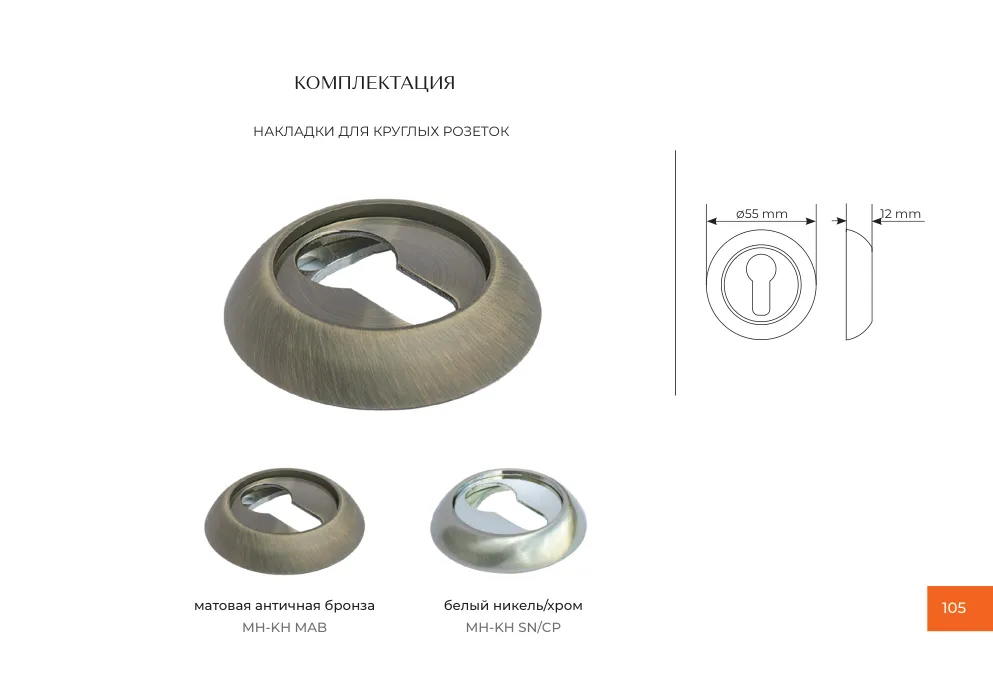 КОМПЛЕКТАЦИЯ
НАКЛАДКИ ДЛЯ КРУГЛЫХ РОЗЕТОК
⌀55 mm
12 mm
матовая античная бронза
MH-KH MAB
белый никель/хром
MH-KH SN/CP
105